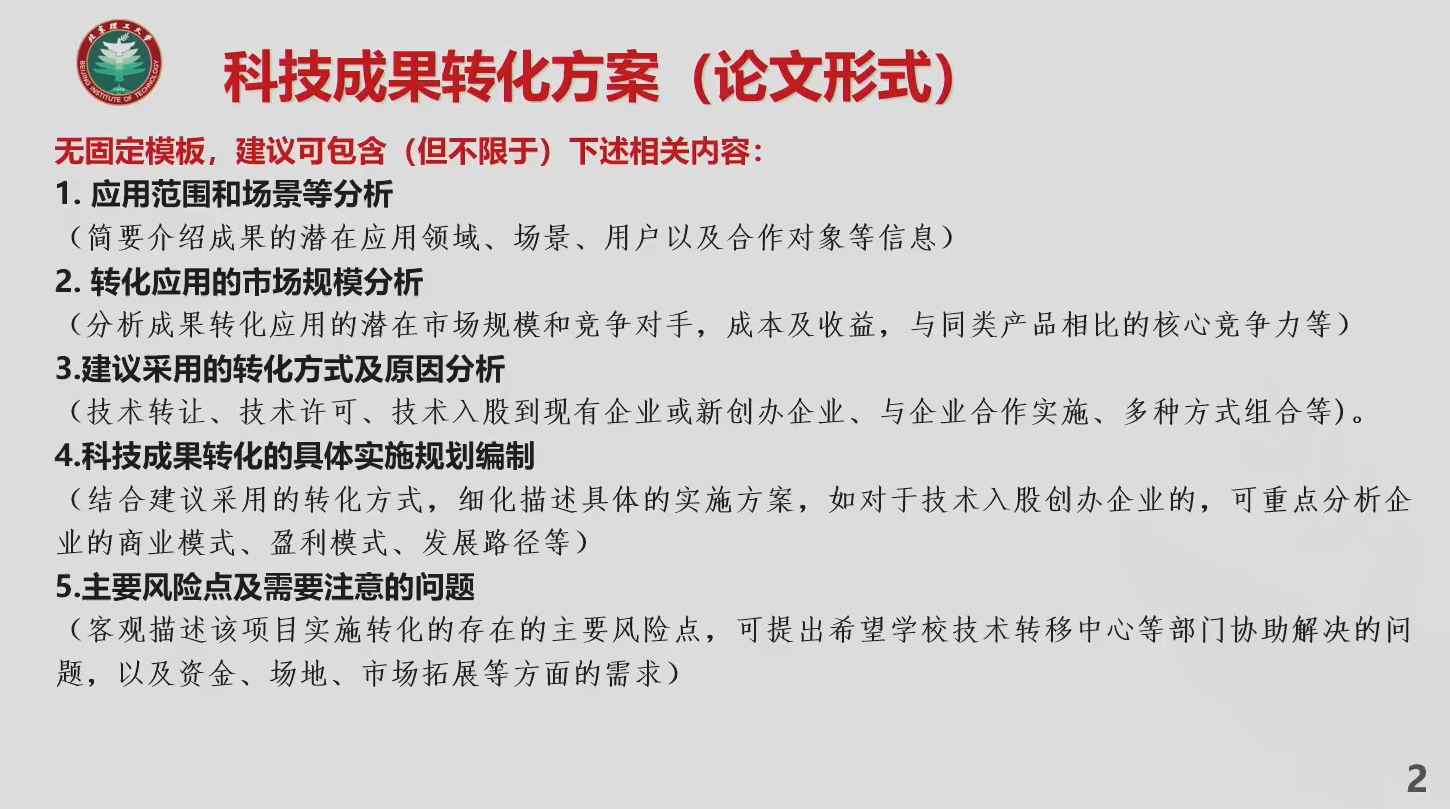 北京理工大学
BEIJING INSTITUTE OF TECHNOLOGY
1940
科技成果转化方案（论文形式）
无固定模板，建议可包含（但不限于）下述相关内容：
1. 应用范围和场景等分析
（简要介绍成果的潜在应用领域、场景、用户以及合作对象等信息）
2. 转化应用的市场规模分析
（分析成果转化应用的潜在市场规模和竞争对手，成本及收益，与同类产品相比的核心竞争力等）
3.建议采用的转化方式及原因分析
（技术转让、技术许可、技术入股到现有企业或新创办企业、与企业合作实施、多种方式组合等）。
4.科技成果转化的具体实施规划编制
（结合建议采用的转化方式，细化描述具体的实施方案，如对于技术入股创办企业的，可重点分析企
业的商业模式、盈利模式、发展路径等）
5.主要风险点及需要注意的问题
（客观描述该项目实施转化的存在的主要风险点，可提出希望学校技术转移中心等部门协助解决的问
题，以及资金、场地、市场拓展等方面的需求）
2